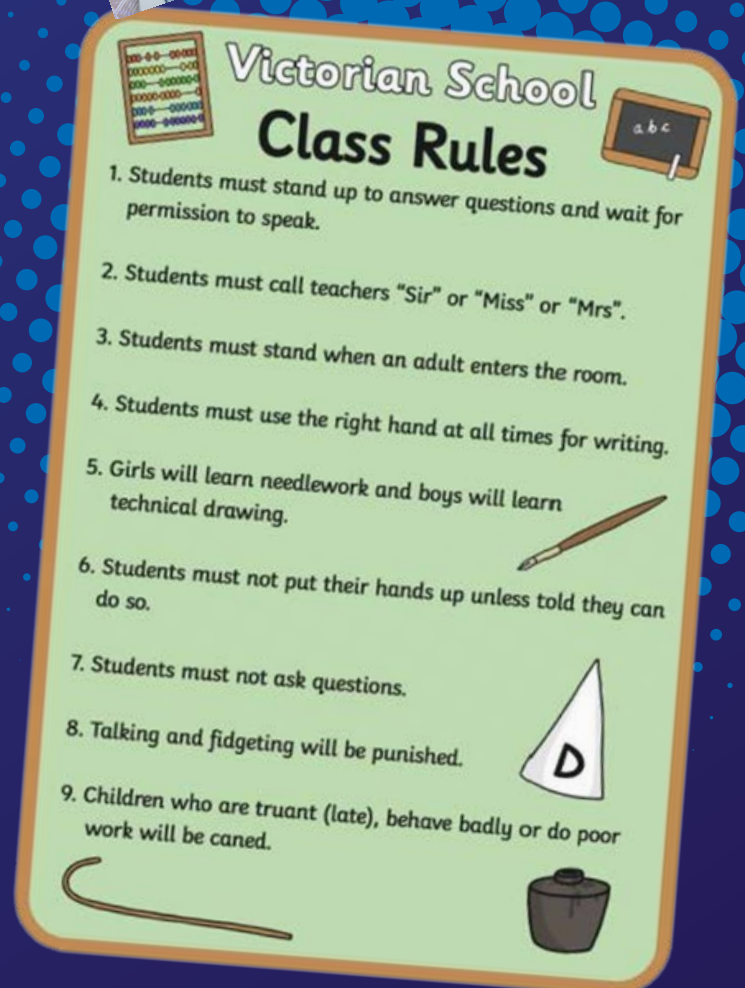 Victorian School
Class Rules
1. Students must stand up to answer questions and wait for
permission to speak.
2. Students must call teachers “Sir” or “Miss” or “Mrs”.
3. Students must stand when an adult enters the room.
4. Students must use the right hand at all times for writing.
5. Girls will learn needlework and boys will learn
technical drawing.
6. Students must not put their hands up unless told they can
do so.
7. Students must not ask questions.
8. Talking and fidgeting will be punished.
9. Children who are truant (late), behave badly or do poor
work will be caned.
a b c
D